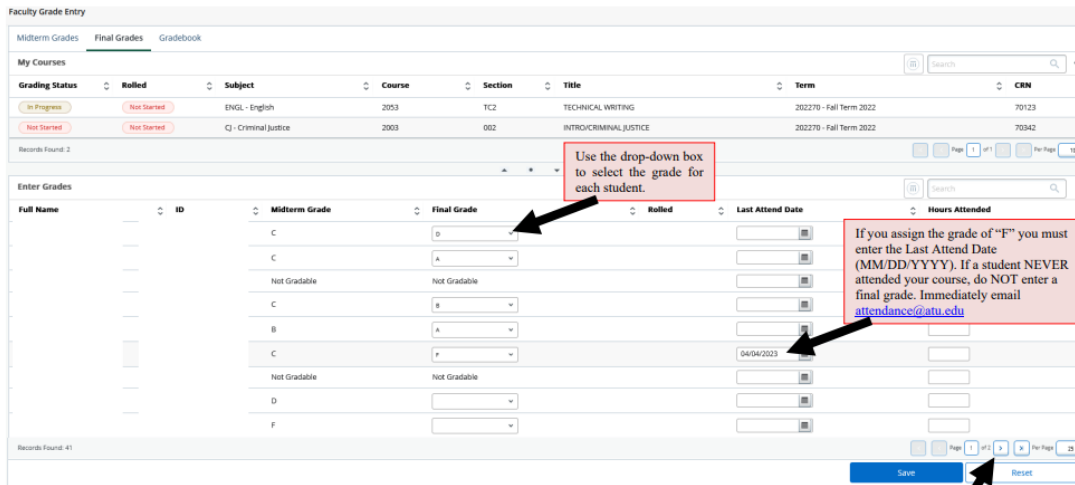 Faculty Grade Entry
Midterm Grades Final Grades Gradebook
My Courses
Search
Grading Status Rolled Subject Course Section Title Term CRN
In Progress Not Started ENGL - English 2053 TC2 TECHNICAL WRITING 202270 - Fall Term 2022 70123
Not Started Not Started CJ - Criminal Justice 2003 002 INTRO/CRIMINAL JUSTICE 202270 - Fall Term 2022 70342
Records Found: 2
Page 1 of 1 Per Page
Use the drop-down box
to select the grade for
each student.
Enter Grades
Search
Full Name ID Midterm Grade Final Grade Rolled Last Attend Date Hours Attended
C D
C A
Not Gradable Not Gradable
C B
B A
C F 04/04/2023
Not Gradable Not Gradable
D
F
If you assign the grade of “F” you must
enter the Last Attend Date
(MM/DD/YYYY). If a student NEVER
attended your course, do NOT enter a
final grade. Immediately email
attendance@atu.edu
Records Found: 41
Page 1 of 2 Per Page 25
Save Reset